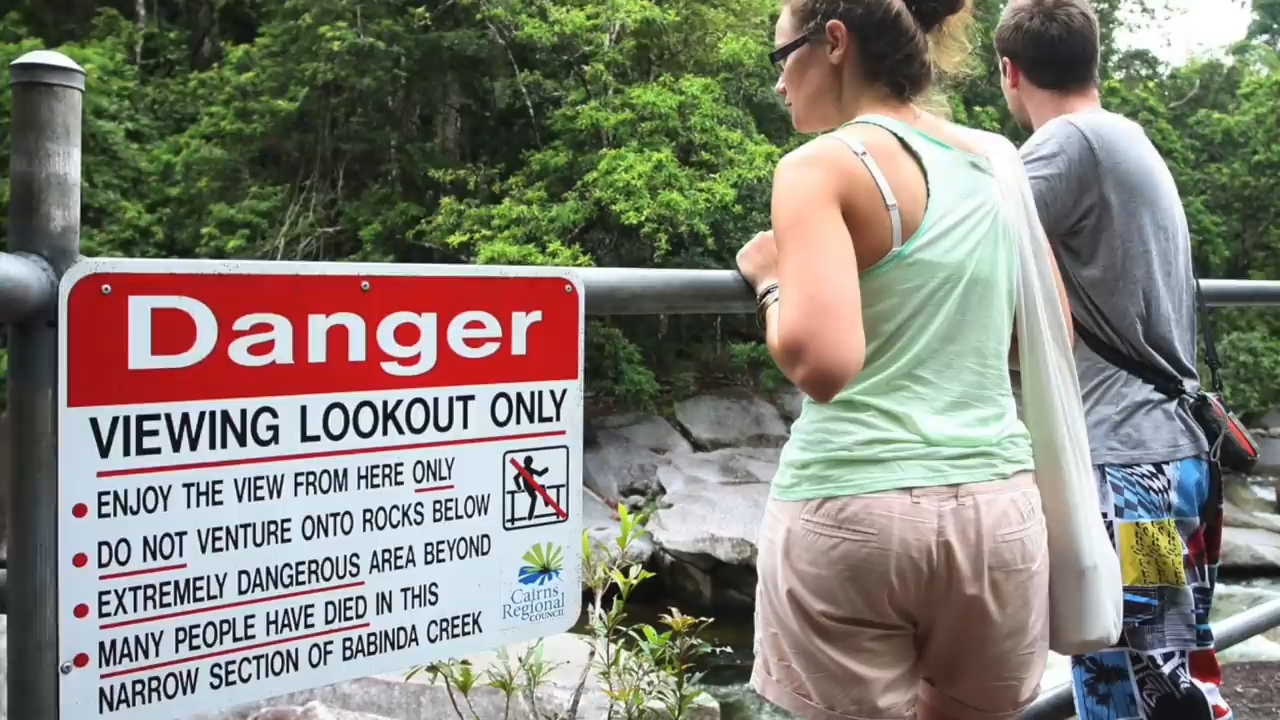 Danger
VIEWING LOOKOUT ONLY
• ENJOY THE VIEW FROM HERE ONLY
• DO NOT VENTURE ONTO ROCKS BELOW
• EXTREMELY DANGEROUS AREA BEYOND
• MANY PEOPLE HAVE DIED IN THIS
NARROW SECTION OF BABINDA CREEK
Cairns
Regional
COUNCIL